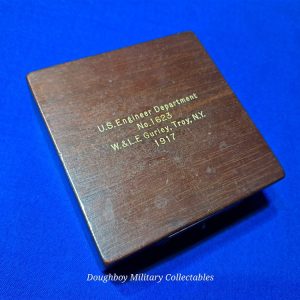 U.S. Engineer Department
No. 1623
W.&L.E. Gurley, Troy, N.Y.
1917
Doughboy Military Collectables